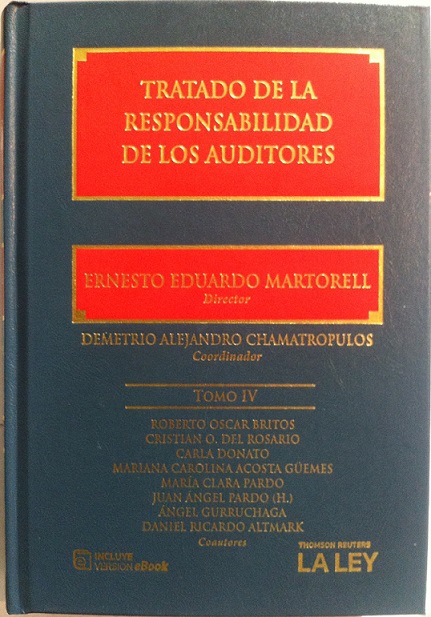 TRATADO DE LA
RESPONSABILIDAD
DE LOS AUDITORES
ERNESTO EDUARDO MARTORELL
Director
DEMETRIO ALEJANDRO CHAMATROPULOS
Coordinador
TOMO IV
ROBERTO OSCAR BRITOS
CRISTIAN O. DEL ROSARIO
CARLA DONATO
MARIANA CAROLINA ACOSTA GÜEMES
MARÍA CLARA PARDO
JUAN ÁNGEL PARDO (H.)
ÁNGEL GURRUCHAGA
DANIEL RICARDO ALTMARK
Coautores
INCLUYE
VERSION eBook
THOMSON REUTERS
LA LEY